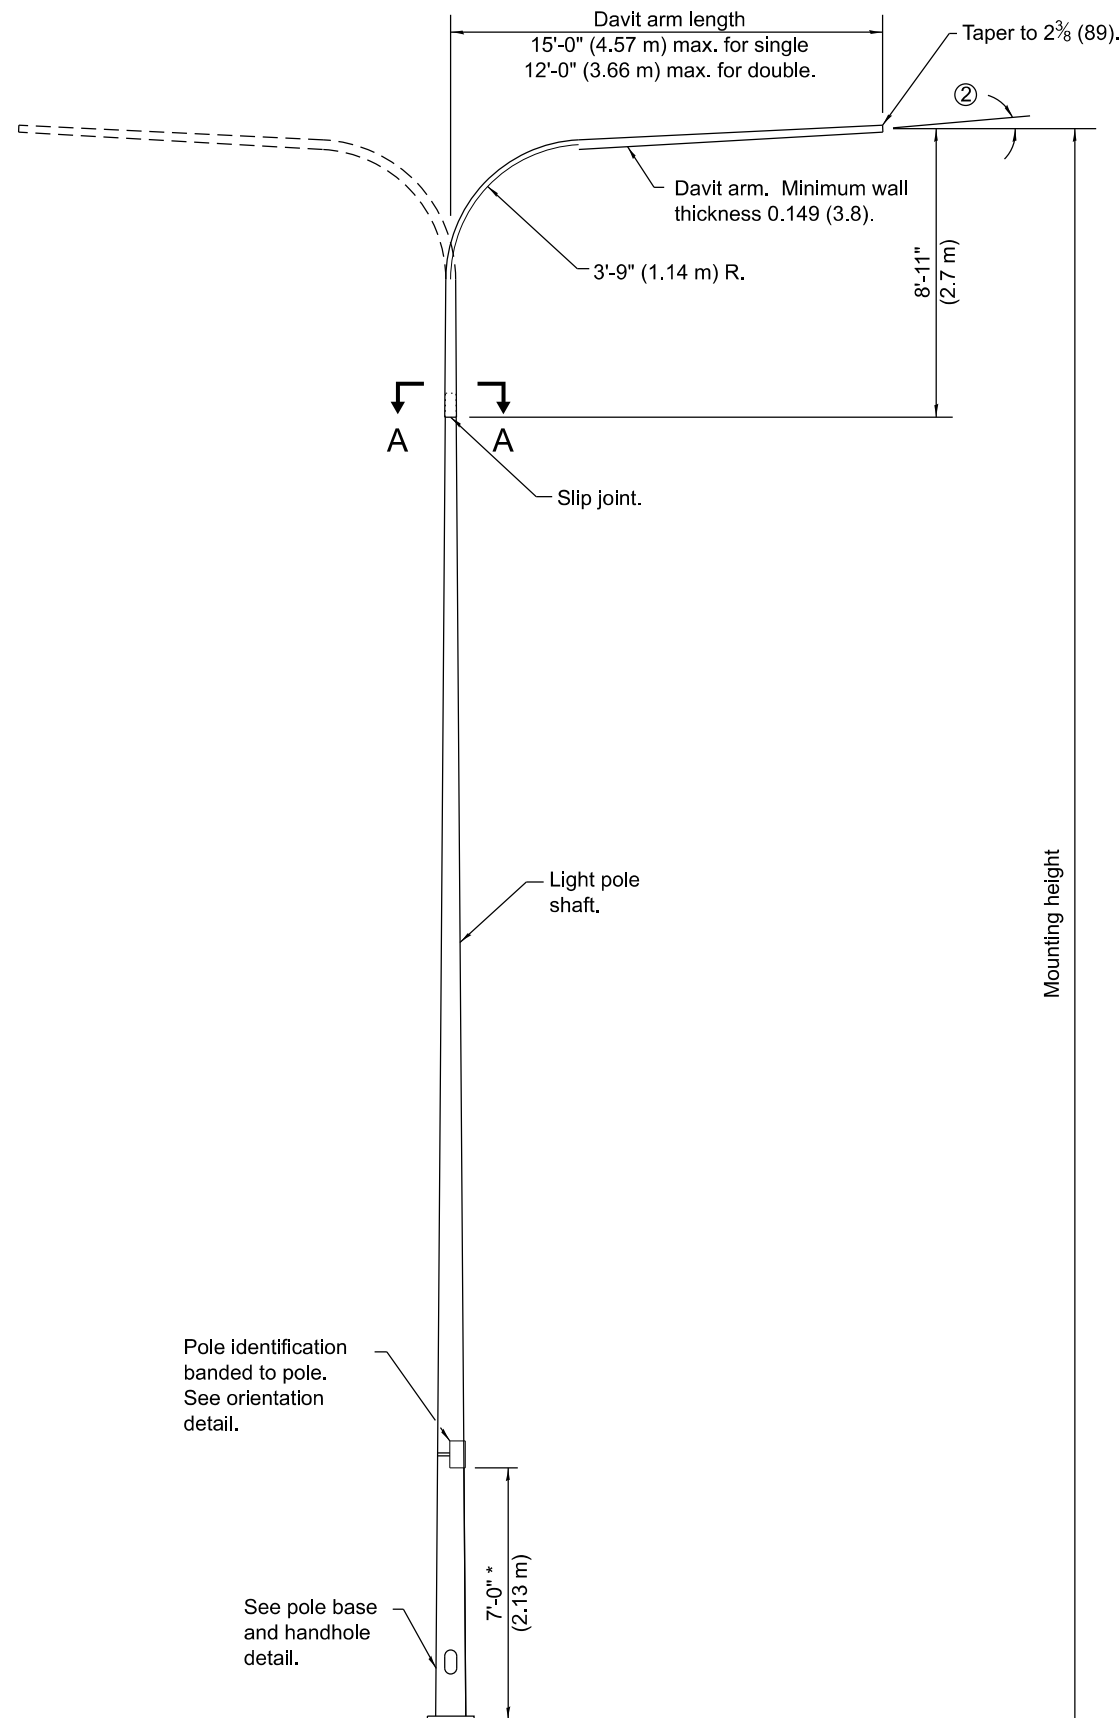 Davit arm length
15'-0" (4.57 m) max. for single
12'-0" (3.66 m) max. for double.
Taper to 2⅜ (89).
②
Davit arm. Minimum wall
thickness 0.149 (3.8).
3'-9" (1.14 m) R.
8'-11"
(2.7 m)
A A
Slip joint.
Light pole
shaft.
Mounting height
Pole identification
banded to pole.
See orientation
detail.
7'-0" *
(2.13 m)
See pole base
and handhole
detail.